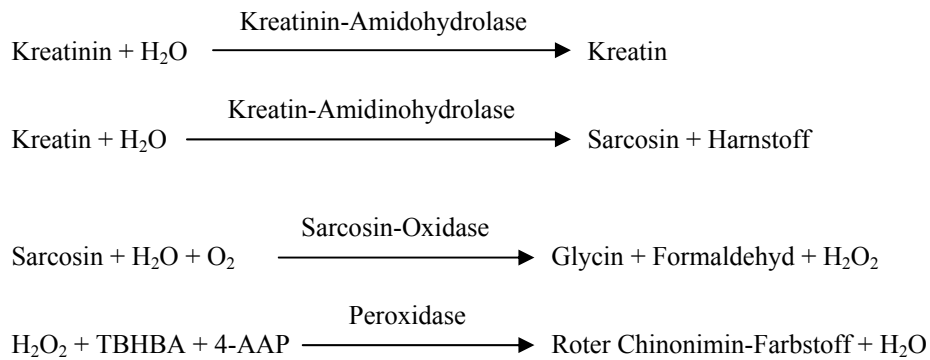 Kreatinin-Amidohydrolase
Kreatinin + H₂O → Kreatin
Kreatin-Amidinohydrolase
Kreatin + H₂O → Sarcosin + Harnstoff
Sarcosin-Oxidase
Sarcosin + H₂O + O₂ → Glycin + Formaldehyd + H₂O₂
Peroxidase
H₂O₂ + TBHBA + 4-AAP → Roter Chinonimin-Farbstoff + H₂O